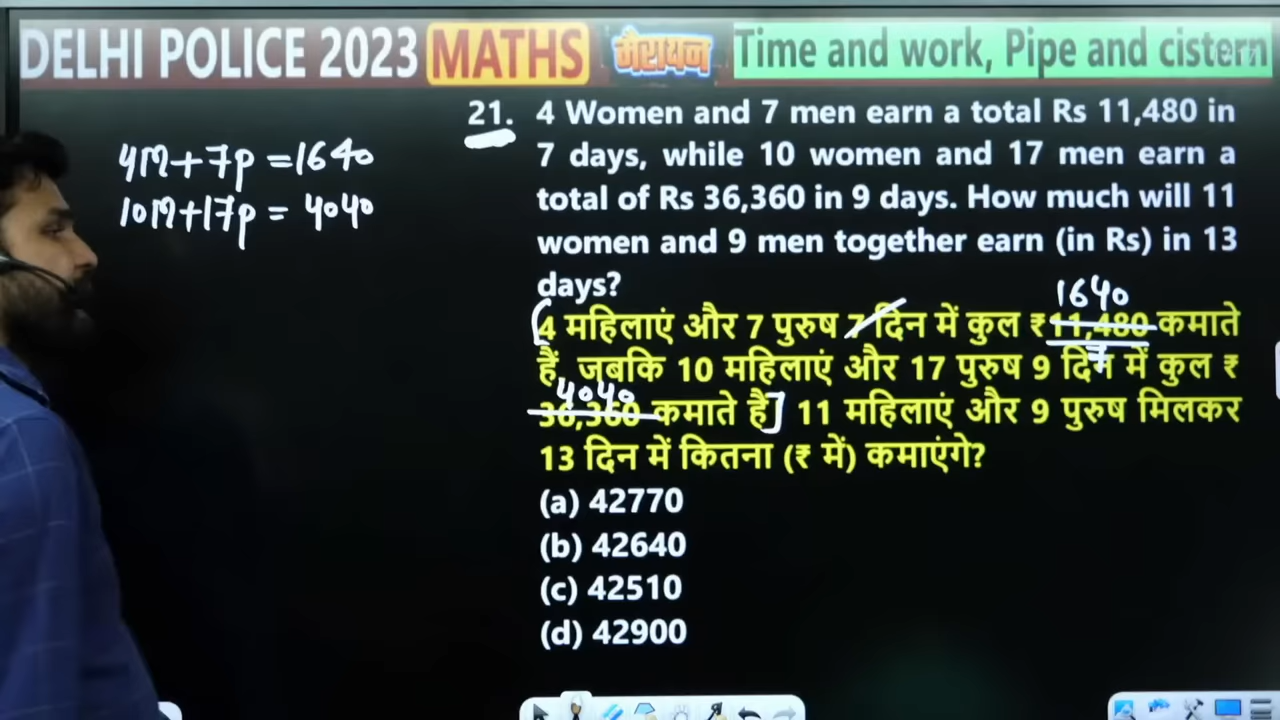 DELHI POLICE 2023 MATHS मैरायन Time and work, Pipe and cistern
4M+7P =1640
10M+17P = 4040
21. 4 Women and 7 men earn a total Rs 11,480 in
7 days, while 10 women and 17 men earn a
total of Rs 36,360 in 9 days. How much will 11
women and 9 men together earn (in Rs) in 13
days?
1640
4 महिलाएं और 7 पुरुष 7 दिन में कुल ₹11,480 कमाते
7
हैं, जबकि 10 महिलाएं और 17 पुरुष 9 दिन में कुल ₹
4040
36,360 कमाते हैं] 11 महिलाएं और 9 पुरुष मिलकर
13 दिन में कितना (₹ में) कमाएंगे?
(a) 42770
(b) 42640
(c) 42510
(d) 42900